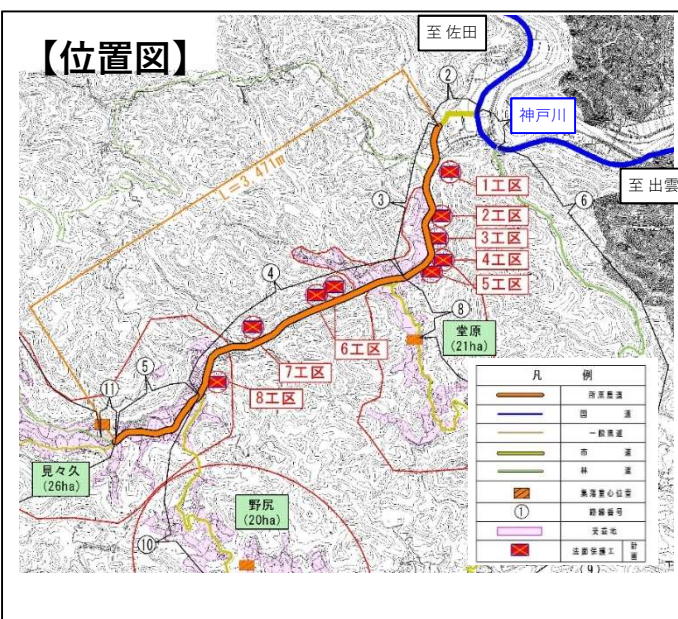 【位置図】
至 佐田
②
神戸川
至 出雲
L=3,471m
1工区
③
2工区
⑥
3工区
4工区
④
5工区
⑧
6工区
堂原
(21ha)
7工区
⑤
8工区
⑪
見々久
(26ha)
野尻
(20ha)
⑩
凡 例
所原農道
国 道
一般県道
市 道
林 道
集落重心位置
① 路線番号
受益地
法面保護工 計画
9